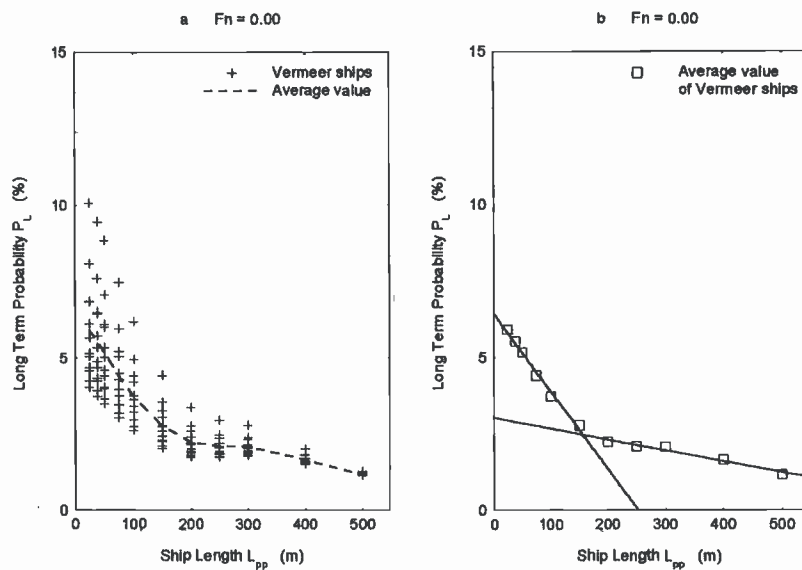 a Fn = 0.00
15
10
5
0
Long Term Probability P_L (%)
Vermeer ships
Average value
0 100 200 300 400 500
Ship Length L_pp (m)
b Fn = 0.00
15
10
5
0
Long Term Probability P_L (%)
Average value
of Vermeer ships
0 100 200 300 400 500
Ship Length L_pp (m)